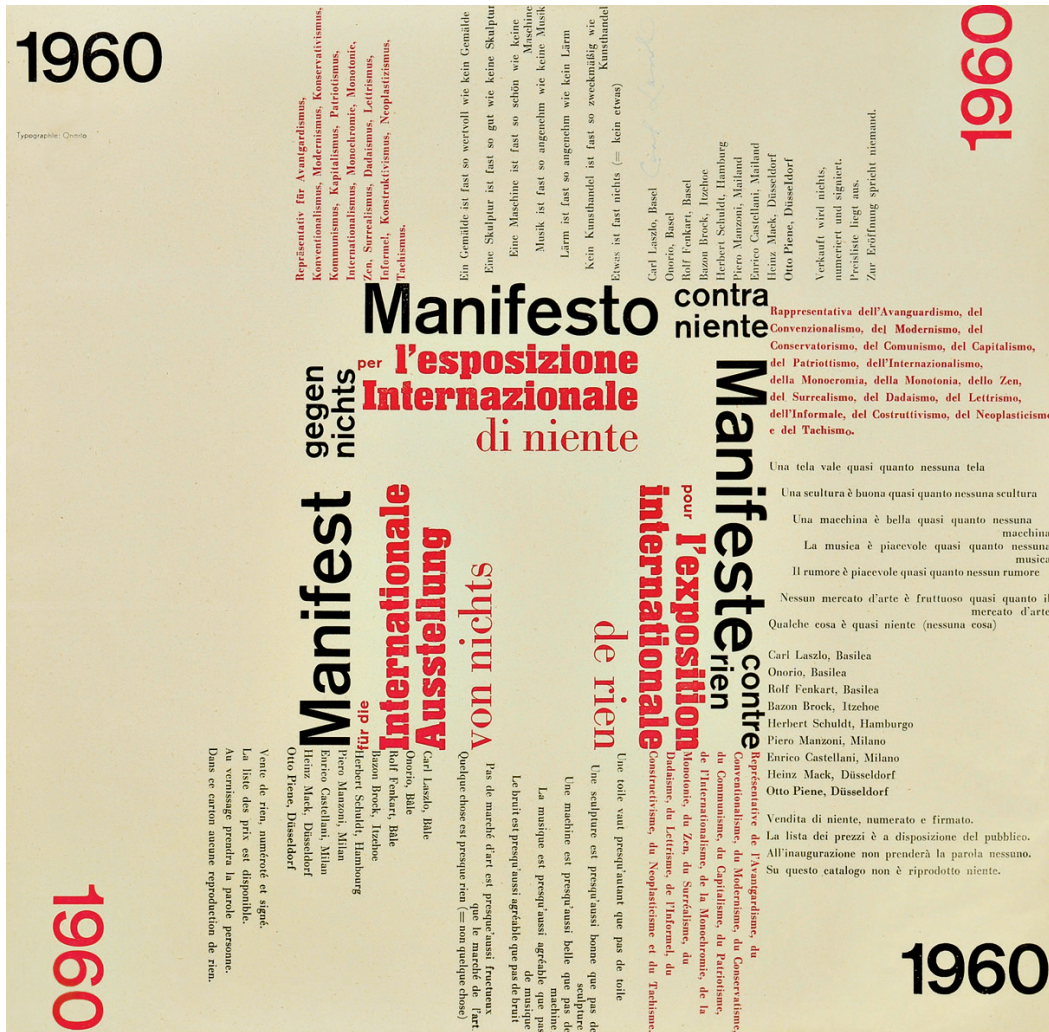 1960
Typographie: Onorio
1960
Repräsentativ für Avantgardismus,
Konventionalismus, Modernismus, Konservativismus,
Kommunismus, Kapitalismus, Patriotismus,
Internationalismus, Monochromie, Monotonie,
Zen, Surrealismus, Dadaismus, Lettrismus,
Informel, Konstruktivismus, Neoplastizismus,
Tachismus.
Ein Gemälde ist fast so wertvoll wie kein Gemälde
Eine Skulptur ist fast so gut wie keine Skulptur
Eine Maschine ist fast so schön wie keine
Maschine
Musik ist fast so angenehm wie keine Musik
Lärm ist fast so angenehm wie kein Lärm
Kein Kunsthandel ist fast so zweckmäßig wie
Kunsthandel
Etwas ist fast nichts (= kein etwas)
Carl Laszlo, Basel
Onorio, Basel
Rolf Fenkart, Basel
Bazon Brock, Itzehoe
Herbert Schuldt, Hamburg
Piero Manzoni, Mailand
Enrico Castellani, Mailand
Heinz Mack, Düsseldorf
Otto Piene, Düsseldorf
Verkauft wird nichts,
numeriert und signiert.
Preisliste liegt aus.
Zur Eröffnung spricht niemand.
Manifesto
contra
niente
per l'esposizione
Internazionale
di niente
Rappresentativa dell'Avanguardismo, del
Convenzionalismo, del Modernismo, del
Conservatorismo, del Comunismo, del Capitalismo,
del Patriottismo, dell'Internazionalismo,
della Monocromia, della Monotonia, dello Zen,
del Surrealismo, del Dadaismo, del Lettrismo,
dell'Informale, del Costruttivismo, del Neoplasticismo
e del Tachismo.
Una tela vale quasi quanto nessuna tela
Una scultura è buona quasi quanto nessuna scultura
Una macchina è bella quasi quanto nessuna
macchina
La musica è piacevole quasi quanto nessuna
musica
Il rumore è piacevole quasi quanto nessun rumore
Nessun mercato d'arte è fruttuoso quasi quanto il
mercato d'arte
Qualche cosa è quasi niente (nessuna cosa)
Carl Laszlo, Basilea
Onorio, Basilea
Rolf Fenkart, Basilea
Bazon Brock, Itzehoe
Herbert Schuldt, Hamburgo
Piero Manzoni, Milano
Enrico Castellani, Milano
Heinz Mack, Düsseldorf
Otto Piene, Düsseldorf
Vendita di niente, numerato e firmato.
La lista dei prezzi è a disposizione del pubblico.
All'inaugurazione non prenderà la parola nessuno.
Su questo catalogo non è riprodotto niente.
Manifest
gegen
nichts
für die
Internationale
Ausstellung
von nichts
Manifeste
contre
rien
pour l'exposition
internationale
de rien
Représentative de l'Avantgardisme, du
Conventionalisme, du Modernisme, du Conservatisme,
du Communisme, du Capitalisme, du Patriotisme,
de l'Internationalisme, de la Monochromie, de la
Monotonie, du Zen, du Surréalisme, du
Dadaisme, du Lettrisme, de l'Informel, du
Constructivisme, du Neoplasticisme et du Tachisme.
Une toile vaut presqu'autant que pas de toile
Une sculpture est presqu'aussi bonne que pas de
sculpture
Une machine est presqu'aussi belle que pas de
machine
La musique est presqu'aussi agréable que pas
de musique
Le bruit est presqu'aussi agréable que pas de bruit
Pas de marché d'art est presque'aussi fructueux
que le marché de l'art
Quelque chose est presque rien (= non quelque chose)
Carl Laszlo, Bâle
Onorio, Bâle
Rolf Fenkart, Bâle
Bazon Brock, Itzehoe
Herbert Schuldt, Hambourg
Piero Manzoni, Milan
Enrico Castellani, Milan
Heinz Mack, Düsseldorf
Otto Piene, Düsseldorf
Vente de rien, numéroté et signé.
La liste des prix est disponible.
Au vernissage prendra la parole personne.
Dans ce carton aucune reproduction de rien.
1960
1960